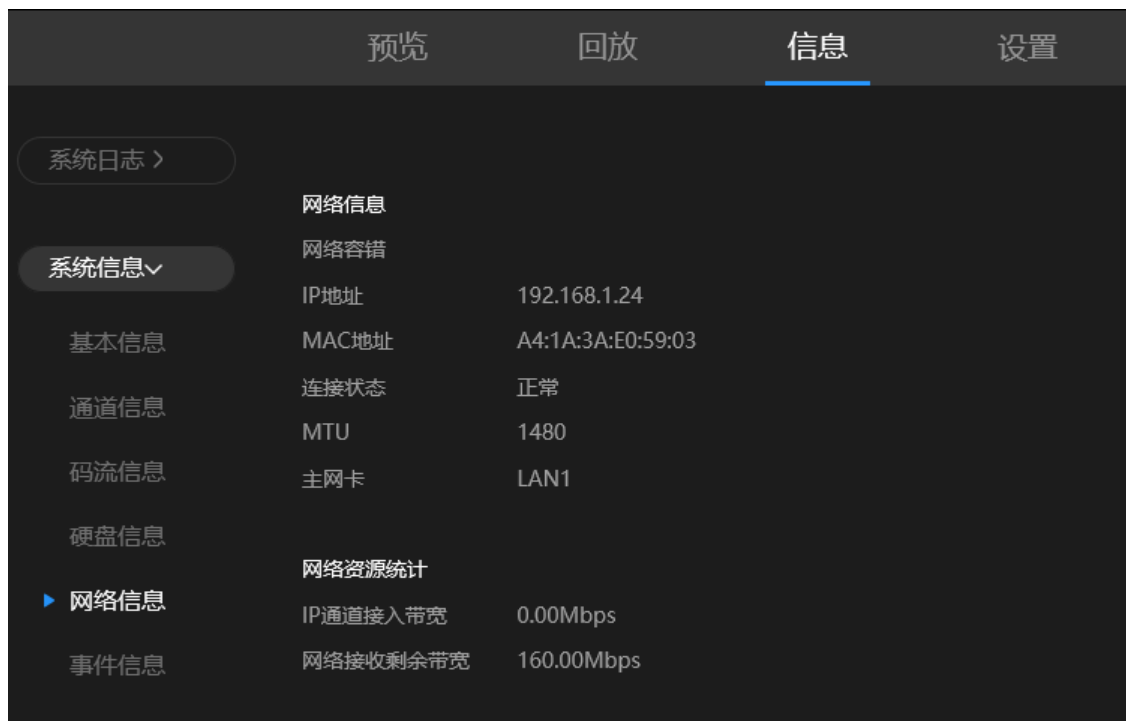 预览 回放 信息 设置
系统日志 >
系统信息
基本信息
通道信息
码流信息
硬盘信息
网络信息
事件信息
网络信息
网络容错
IP地址 192.168.1.24
MAC地址 A4:1A:3A:E0:59:03
连接状态 正常
MTU 1480
主网卡 LAN1
网络资源统计
IP通道接入带宽 0.00Mbps
网络接收剩余带宽 160.00Mbps